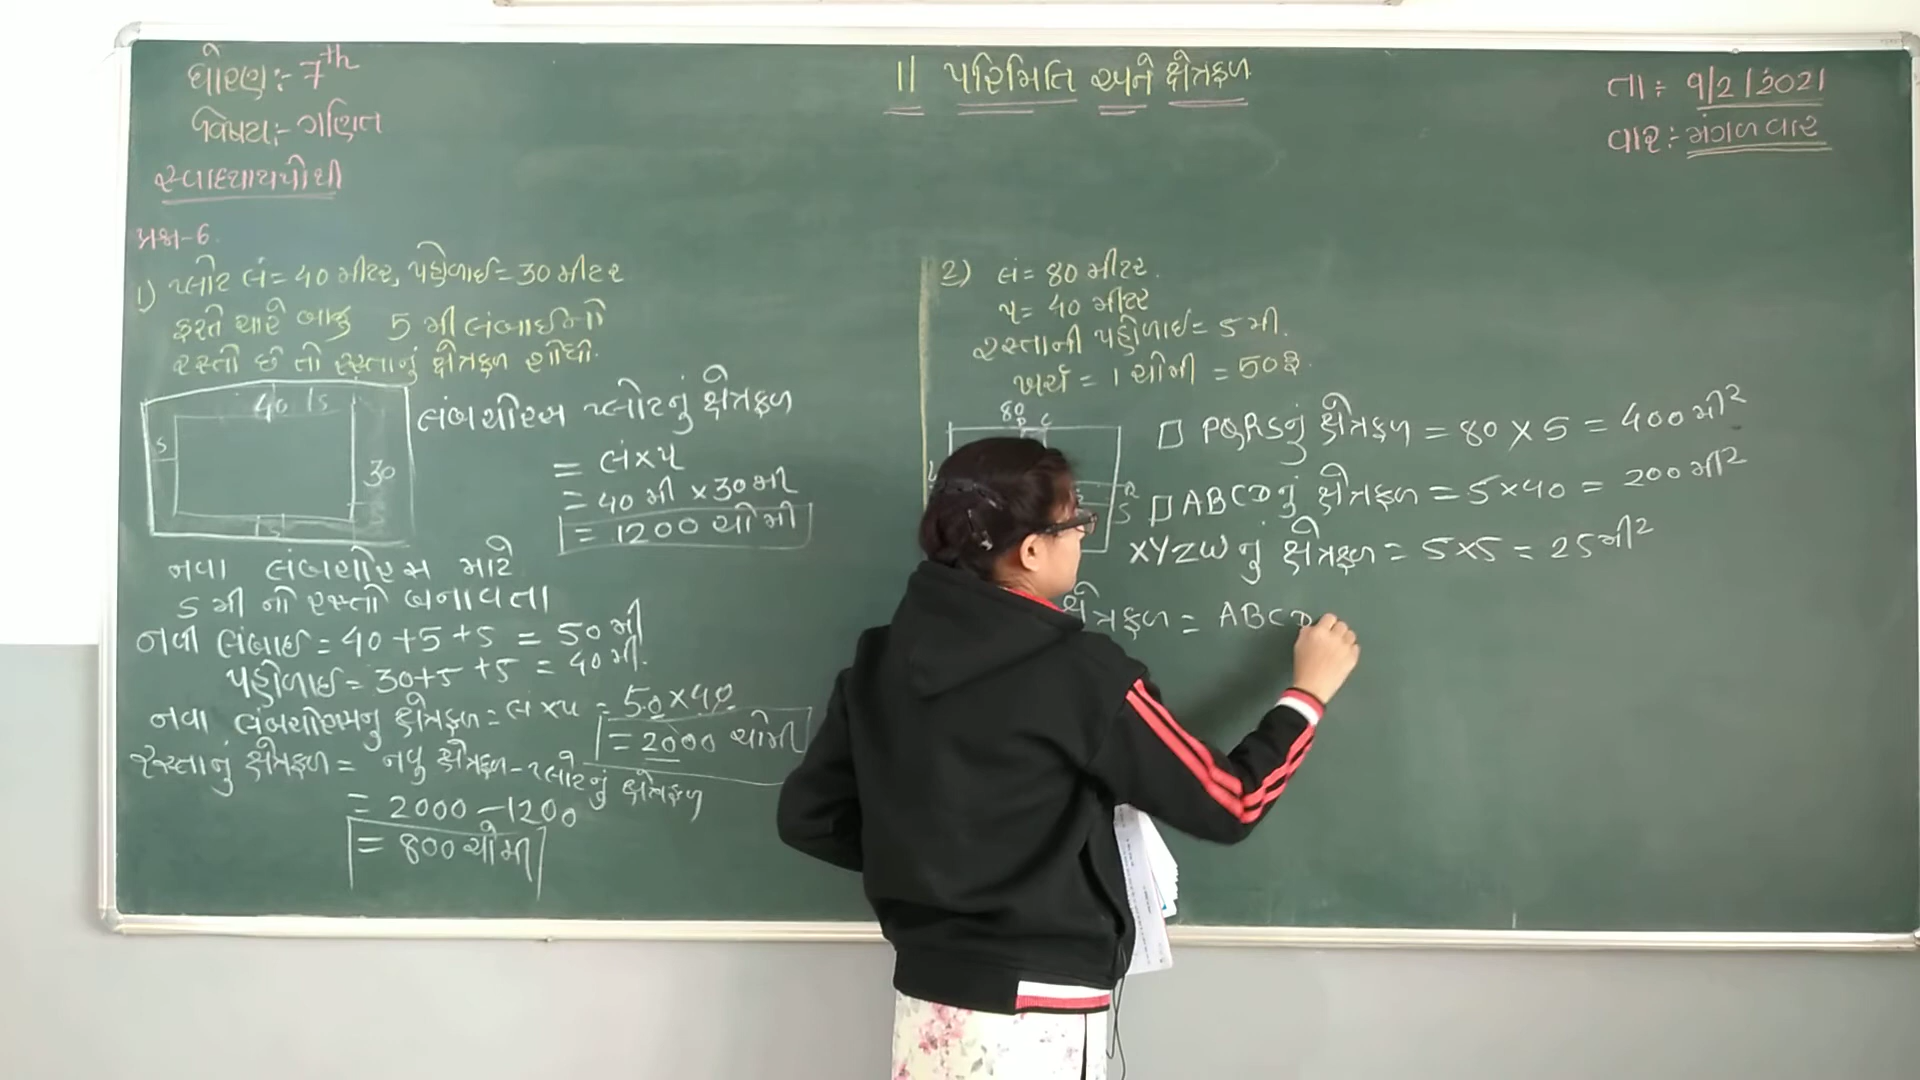 ધોરણ:- 7th
વિષય:- ગણિત
સ્વાધ્યાયપોથી
11 પરિમિતિ અને ક્ષેત્રફળ
તા: 9/2/2021
વાર:- મંગળવાર
પ્રશ્ન-6.
1) પ્લોટ લં = 40 મીટર, પહોળાઈ = 30 મીટર
ફરતે ચારે બાજુ 5 મી લંબાઈનો
રસ્તો છે તો રસ્તાનું ક્ષેત્રફળ શોધો.
40 5
5
30
5
લંબચોરસ પ્લોટનું ક્ષેત્રફળ
= લં × પ
= 40 મી × 30 મી
= 1200 ચોમી
નવા લંબચોરસ માટે
5 મી નો રસ્તો બનાવતા
નવી લંબાઈ = 40 + 5 + 5 = 50 મી
પહોળાઈ = 30 + 5 + 5 = 40 મી.
નવા લંબચોરસનું ક્ષેત્રફળ = લ × પ = 50 × 40
= 2000 ચોમી
રસ્તાનું ક્ષેત્રફળ = નવુ ક્ષેત્રફળ - પ્લોટનું ક્ષેત્રફળ
= 2000 - 1200
= 800 ચોમી
2) લં = 80 મીટર.
પ = 40 મીટર
રસ્તાની પહોળાઈ = 5 મી.
ખર્ચ = 1 ચોમી = 50 રૂ.
80
C
R
S
□ PQRSનું ક્ષેત્રફળ = 80 × 5 = 400 મી²
□ ABCDનું ક્ષેત્રફળ = 5 × 40 = 200 મી²
XYZW નું ક્ષેત્રફળ = 5 × 5 = 25 મી²
ક્ષેત્રફળ = ABCD